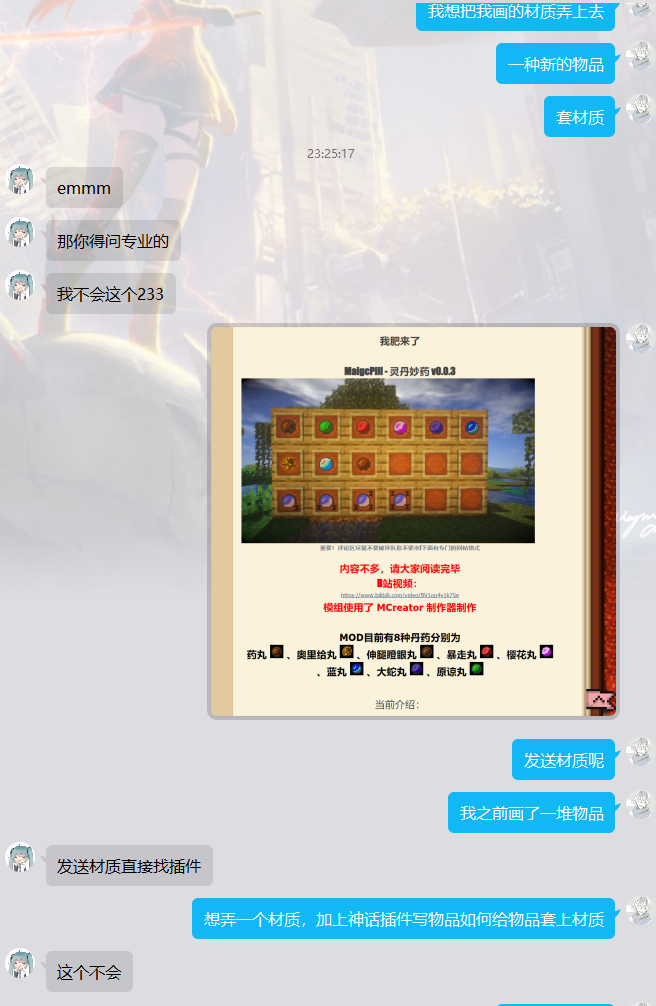 我想把我画的材质弄上去
一种新的物品
套材质
23:25:17
emmm
那你得问专业的
我不会这个233
我肥来了
MaigcPill - 灵丹妙药 v0.0.3
内容不多，请大家阅读完毕
B站视频：
模组使用了 MCreator 制作器制作
MOD目前有8种丹药分别为
药丸、奥里给丸、伸腿瞪眼丸、暴走丸、樱花丸
、蓝丸、大蛇丸、原谅丸
当前介绍：
发送材质呢
我之前画了一堆物品
发送材质直接找插件
想弄一个材质，加上神话插件写物品如何给物品套上材质
这个不会